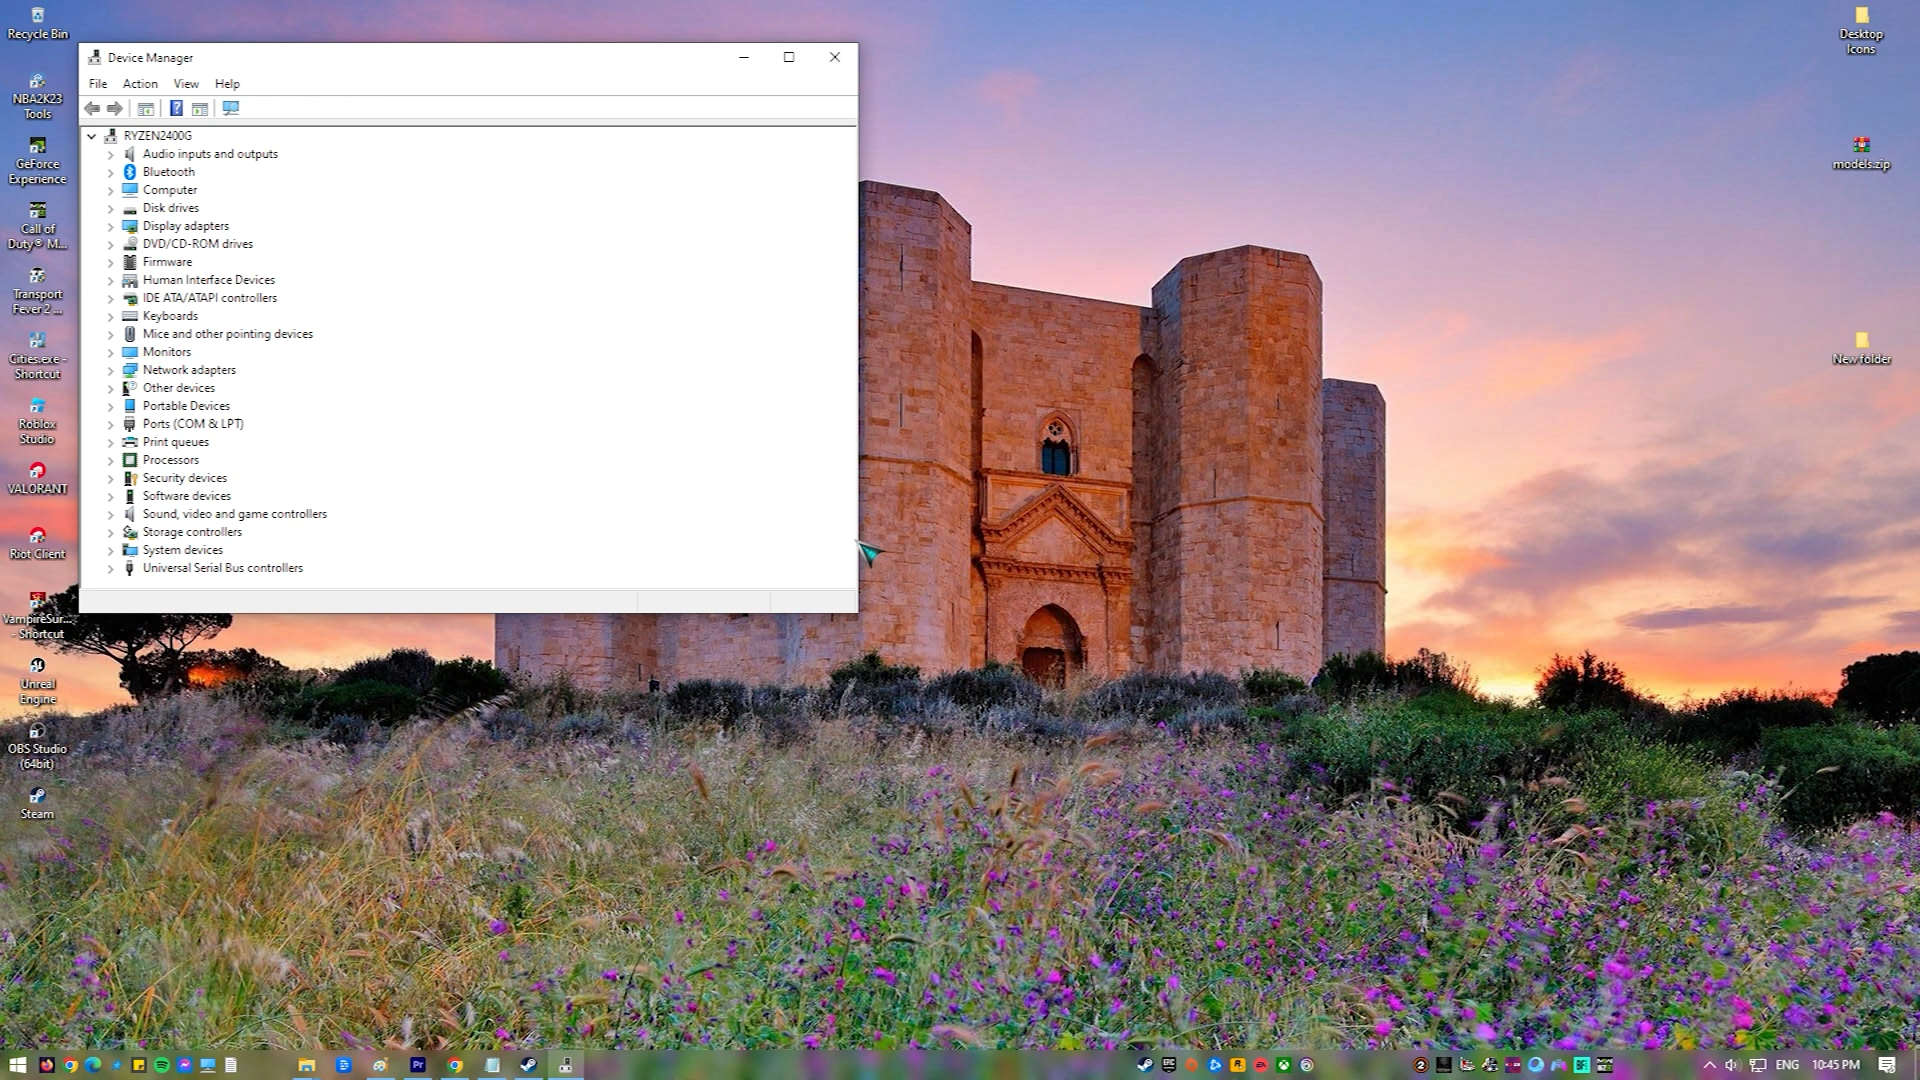 Recycle Bin
NBA2K23
Tools
GeForce
Experience
Call of
Duty® M...
Transport
Fever 2 ...
Cities.exe -
Shortcut
Roblox
Studio
VALORANT
Riot Client
VampireSur...
- Shortcut
Unreal
Engine
OBS Studio
(64bit)
Steam
Device Manager
File Action View Help
RYZEN2400G
Audio inputs and outputs
Bluetooth
Computer
Disk drives
Display adapters
DVD/CD-ROM drives
Firmware
Human Interface Devices
IDE ATA/ATAPI controllers
Keyboards
Mice and other pointing devices
Monitors
Network adapters
Other devices
Portable Devices
Ports (COM & LPT)
Print queues
Processors
Security devices
Software devices
Sound, video and game controllers
Storage controllers
System devices
Universal Serial Bus controllers
Desktop
Icons
models.zip
New folder
Pr
EPIC
EA
ENG
10:45 PM